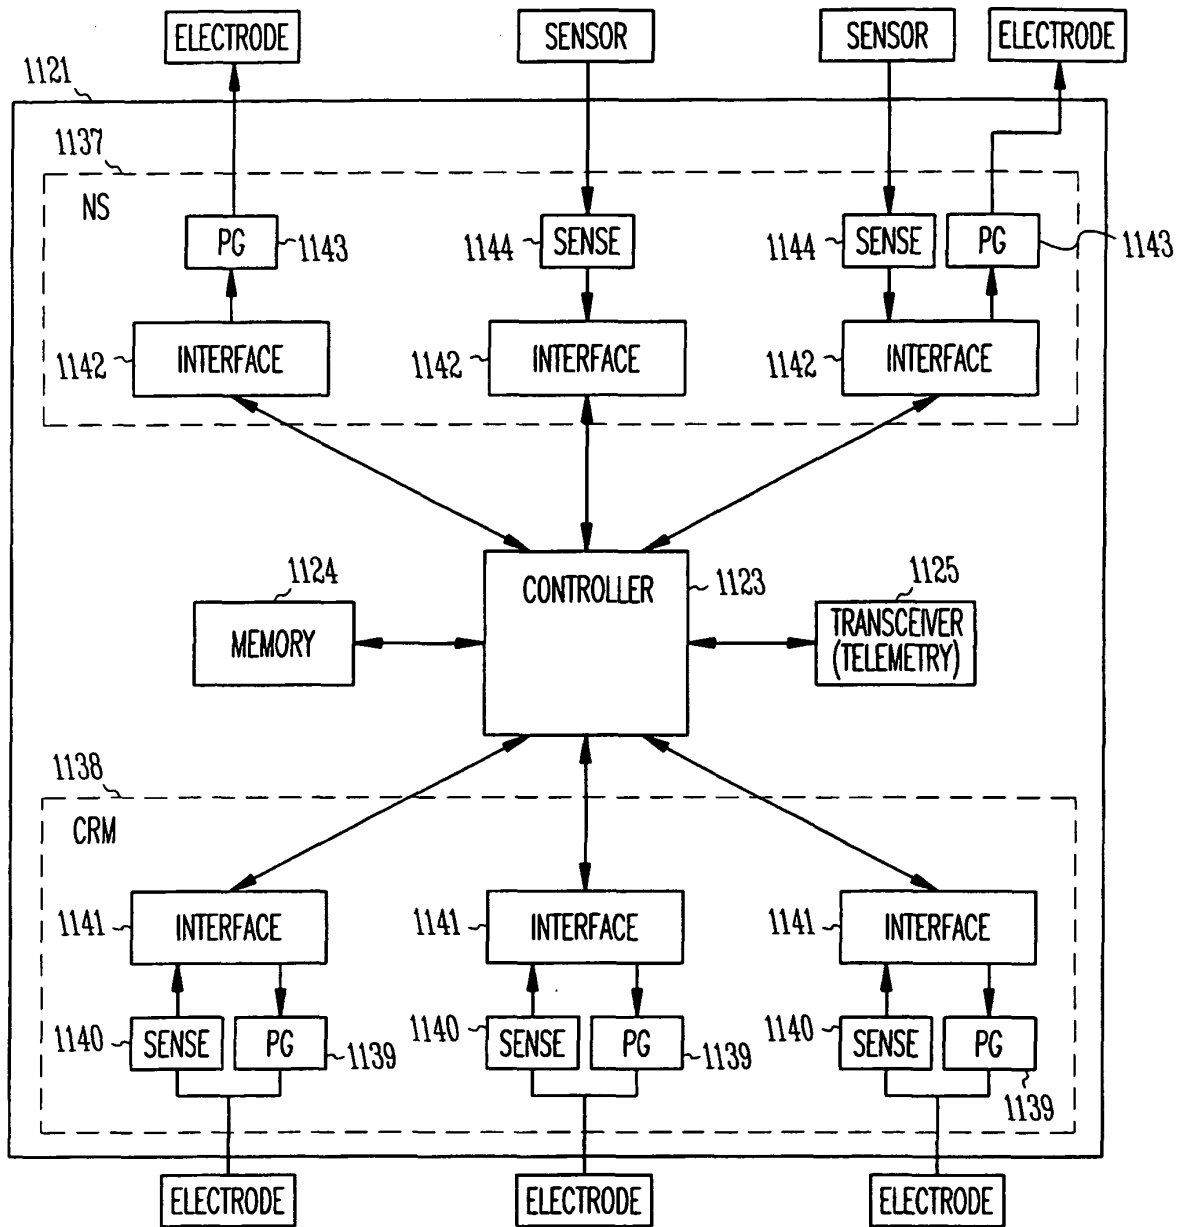 ELECTRODE
SENSOR
SENSOR
ELECTRODE
1121
1137
NS
PG
1143
1144
SENSE
1144
SENSE
PG
1143
1142
INTERFACE
1142
INTERFACE
1142
INTERFACE
1124
MEMORY
CONTROLLER
1123
1125
TRANSCEIVER
(TELEMETRY)
1138
CRM
1141
INTERFACE
1141
INTERFACE
1141
INTERFACE
1140
SENSE
PG
1139
1140
SENSE
PG
1139
1140
SENSE
PG
1139
ELECTRODE
ELECTRODE
ELECTRODE